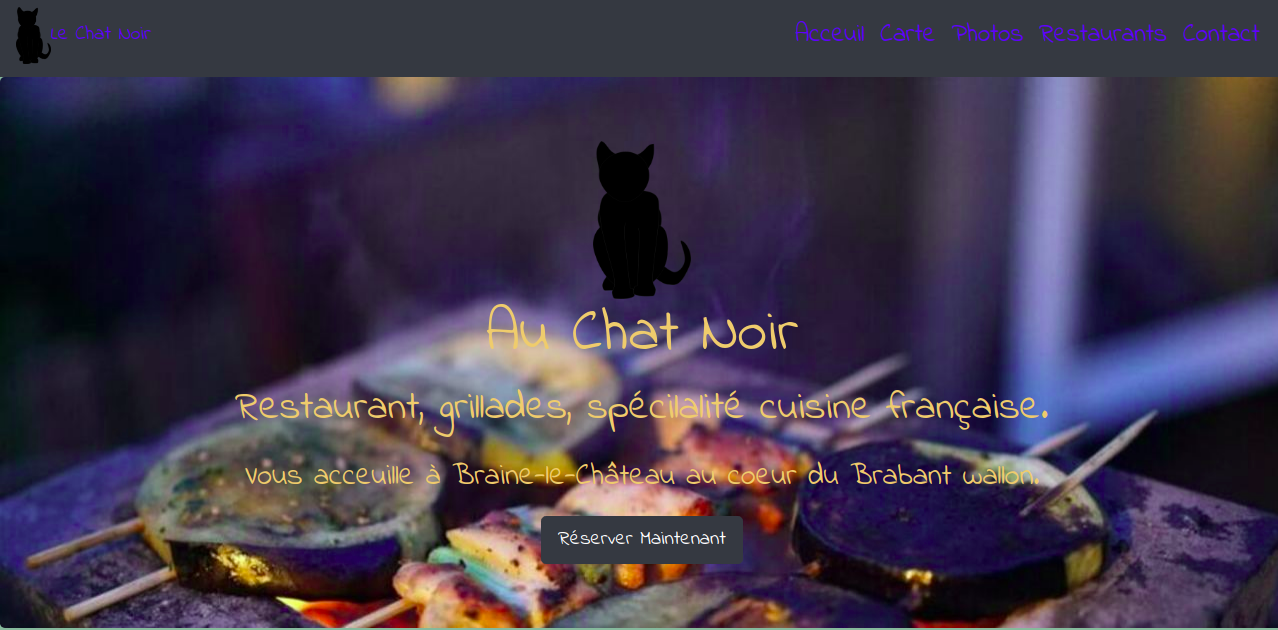 Le Chat Noir
Acceuil Carte Photos Restaurants Contact
Au Chat Noir
Restaurant, grillades, spécilalité cuisine française.
Vous acceuille à Braine-le-Château au coeur du Brabant wallon.
Réserver Maintenant